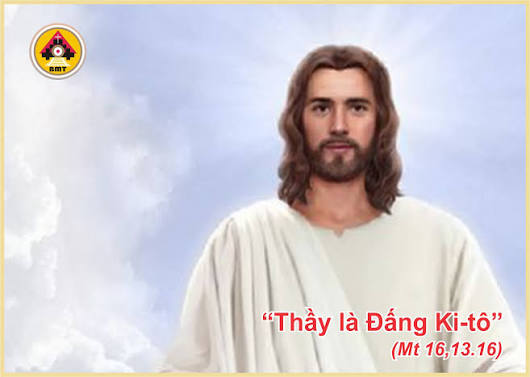 BMT
“Thầy là Đấng Ki-tô”
(Mt 16,13.16)